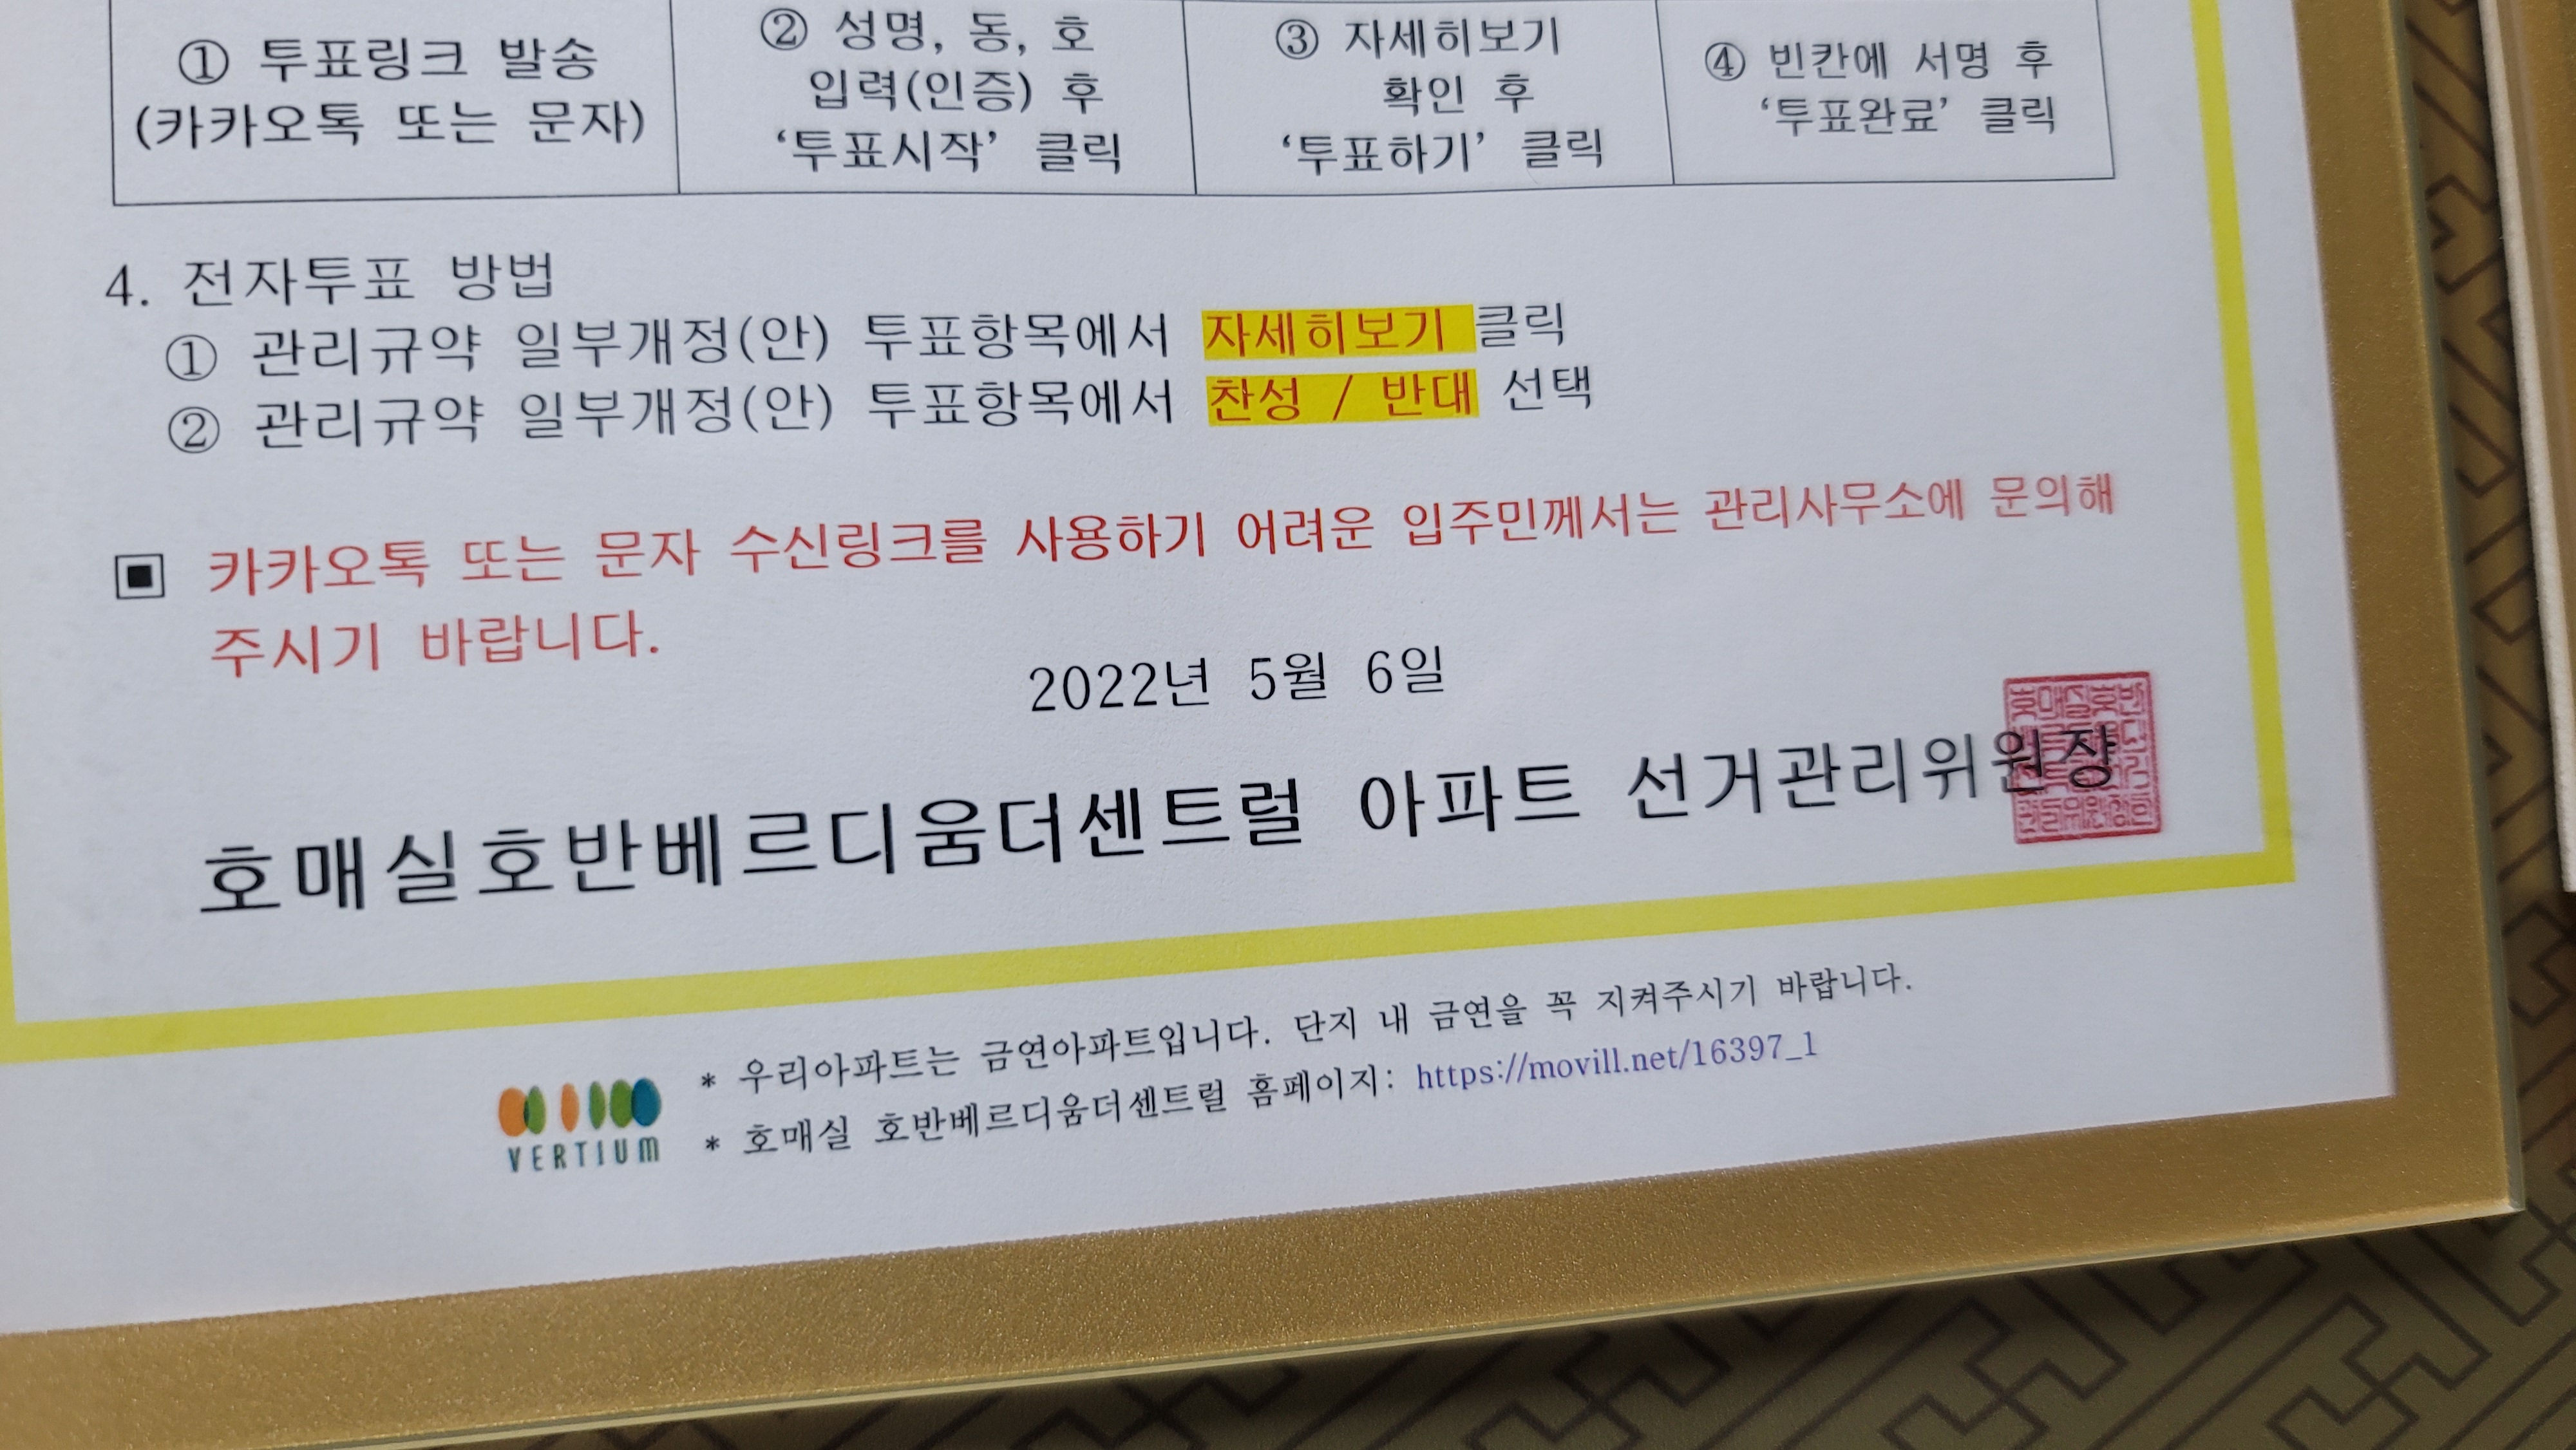 ① 투표링크 발송
(카카오톡 또는 문자)
② 성명, 동, 호
입력(인증) 후
‘투표시작’ 클릭
③ 자세히보기
확인 후
‘투표하기’ 클릭
④ 빈칸에 서명 후
‘투표완료’ 클릭
4. 전자투표 방법
① 관리규약 일부개정(안) 투표항목에서 자세히보기 클릭
② 관리규약 일부개정(안) 투표항목에서 찬성 / 반대 선택
▣ 카카오톡 또는 문자 수신링크를 사용하기 어려운 입주민께서는 관리사무소에 문의해
주시기 바랍니다.
2022년 5월 6일
호매실호반베르디움더센트럴 아파트 선거관리위원장
* 우리아파트는 금연아파트입니다. 단지 내 금연을 꼭 지켜주시기 바랍니다.
* 호매실 호반베르디움더센트럴 홈페이지: https://movill.net/16397_1
VERTIUM